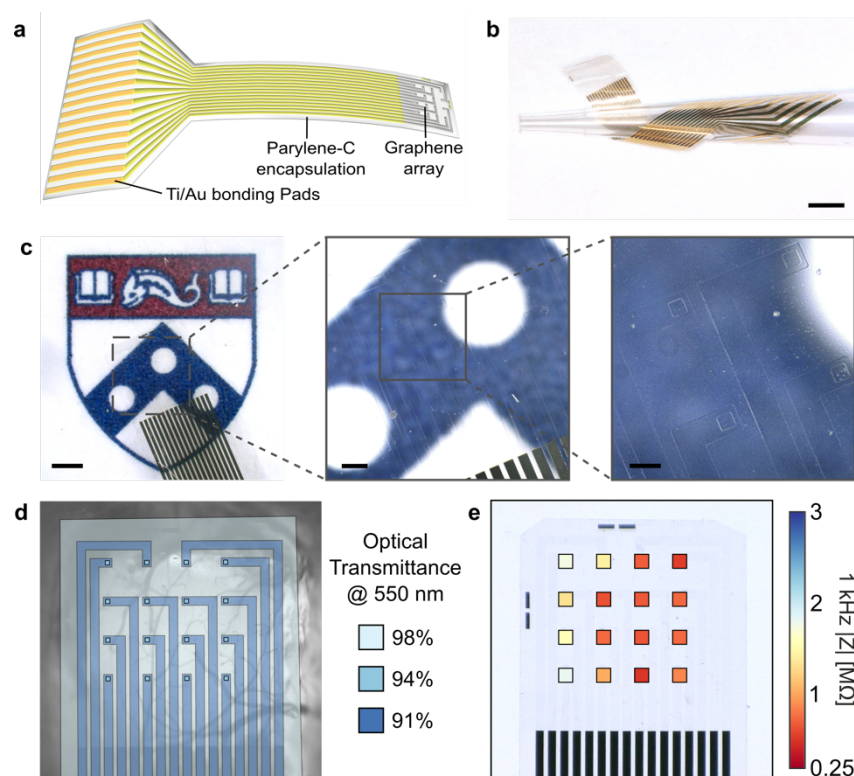 a
b
Parylene-C
encapsulation
Graphene
array
Ti/Au bonding Pads
c
d
Optical
Transmittance
@ 550 nm
98%
94%
91%
e
3
2
1
0.25
1 kHz |Z| [MΩ]